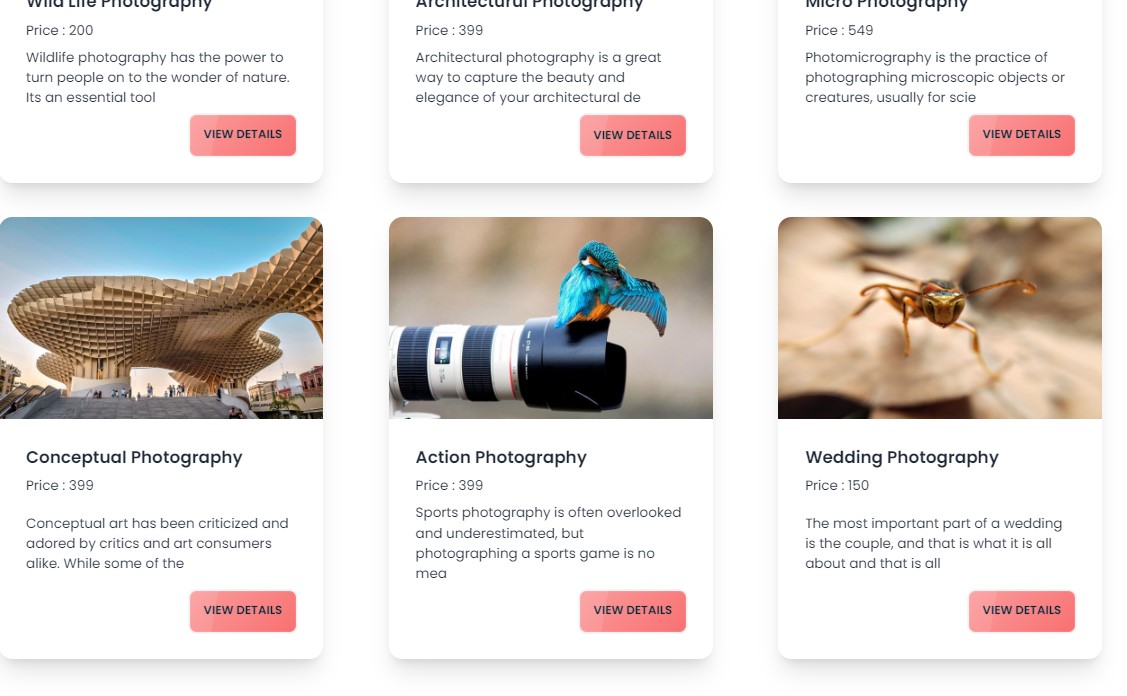 Wild Life Photography
Price : 200
Wildlife photography has the power to
turn people on to the wonder of nature.
Its an essential tool
VIEW DETAILS
Architecturul Photography
Price : 399
Architectural photography is a great
way to capture the beauty and
elegance of your architectural de
VIEW DETAILS
Micro Photography
Price : 549
Photomicrography is the practice of
photographing microscopic objects or
creatures, usually for scie
VIEW DETAILS
Conceptual Photography
Price : 399
Conceptual art has been criticized and
adored by critics and art consumers
alike. While some of the
VIEW DETAILS
Action Photography
Price : 399
Sports photography is often overlooked
and underestimated, but
photographing a sports game is no
mea
VIEW DETAILS
Wedding Photography
Price : 150
The most important part of a wedding
is the couple, and that is what it is all
about and that is all
VIEW DETAILS